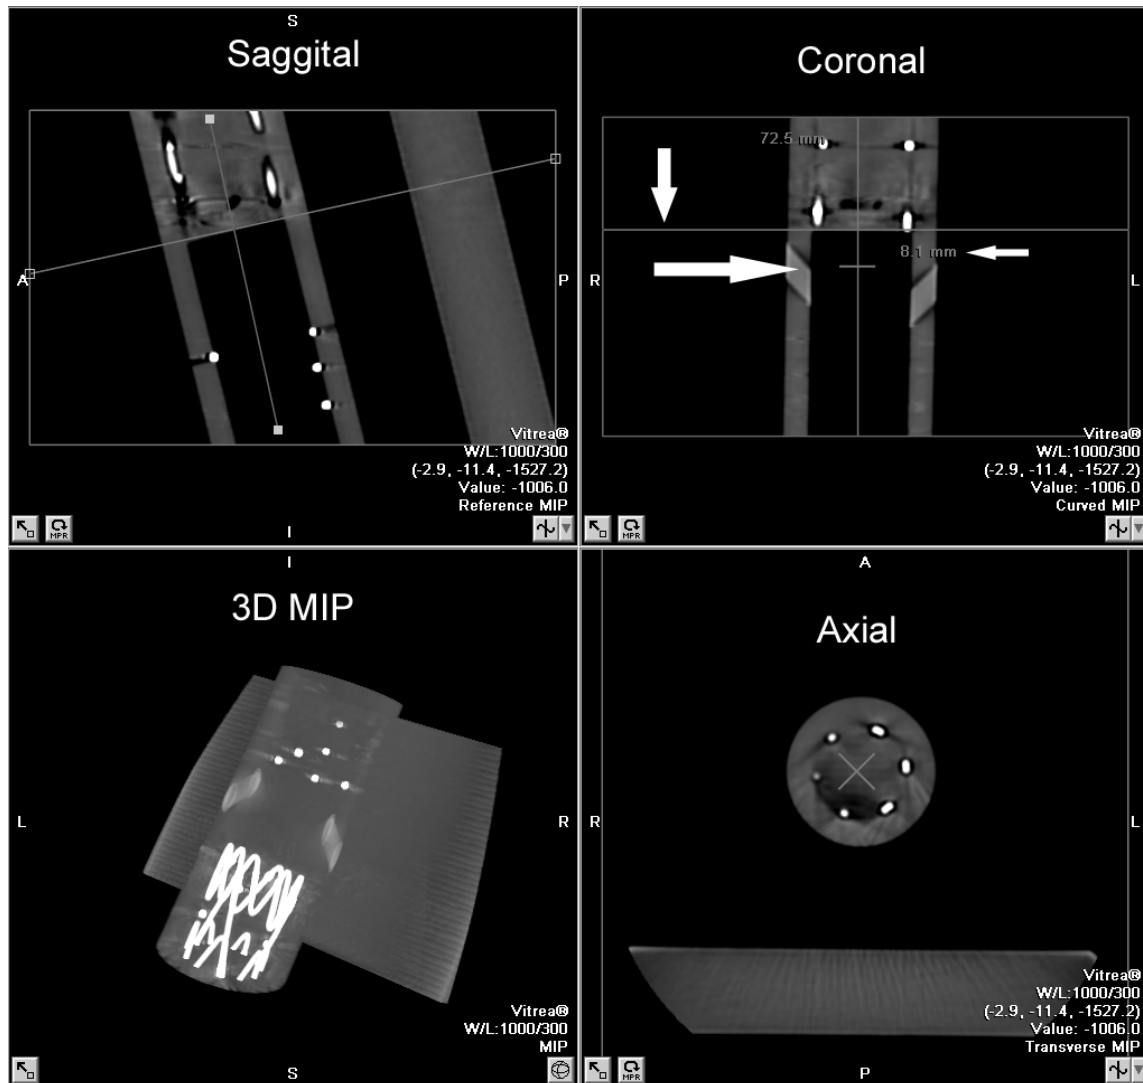 S
Saggital
A
P
Vitrea®
W/L:1000/300
(-2.9, -11.4, -1527.2)
Value: -1006.0
Reference MIP
MPR
I
Coronal
72.5 mm
8.1 mm
R
L
Vitrea®
W/L:1000/300
(-2.9, -11.4, -1527.2)
Value: -1006.0
Curved MIP
MPR
I
3D MIP
L
R
Vitrea®
W/L:1000/300
MIP
S
A
Axial
R
L
Vitrea®
W/L:1000/300
(-2.9, -11.4, -1527.2)
Value: -1006.0
Transverse MIP
MPR
P